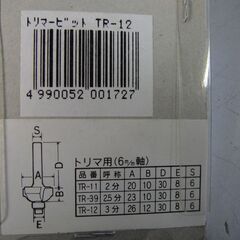 トリマービット TR-12
4 990052 001727
S
D
A
B
E
トリマ用(6㎜軸)
品番 呼称 A B D E S
TR-11 2分 20 10 30 8 6
TR-39 2.5分 23 10 30 8 6
TR-12 3分 26 12 30 8 6